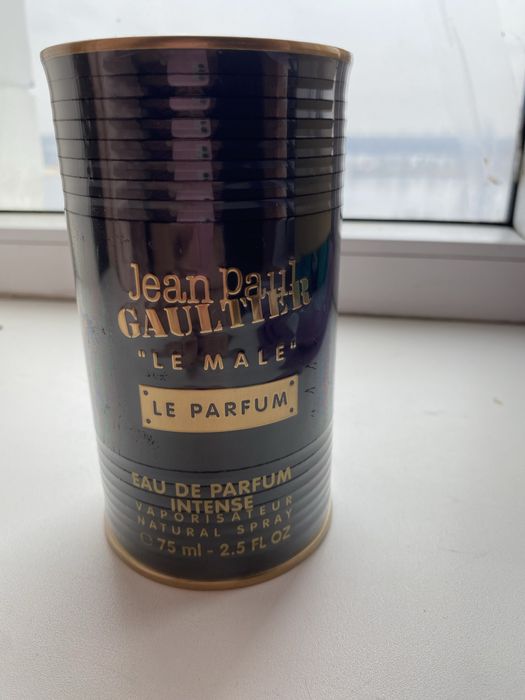 Jean Paul
GAULTIER
"LE MALE"
LE PARFUM
EAU DE PARFUM
INTENSE
VAPORISATEUR
NATURAL SPRAY
℮ 75 ml - 2.5 FL OZ